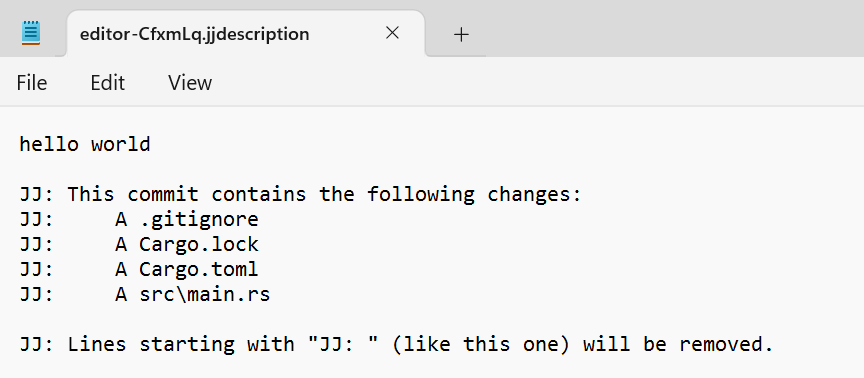 editor-CfxmLq.jjdescription
File Edit View
hello world
JJ: This commit contains the following changes:
JJ:     A .gitignore
JJ:     A Cargo.lock
JJ:     A Cargo.toml
JJ:     A src\main.rs
JJ: Lines starting with "JJ: " (like this one) will be removed.